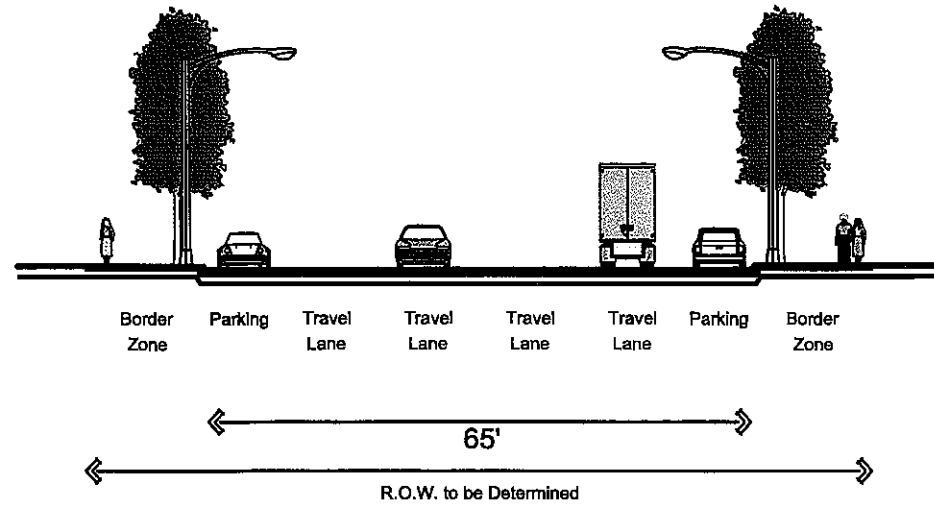 Border Parking Travel Travel Travel Travel Parking Border
Zone Lane Lane Lane Lane Zone
65'
R.O.W. to be Determined